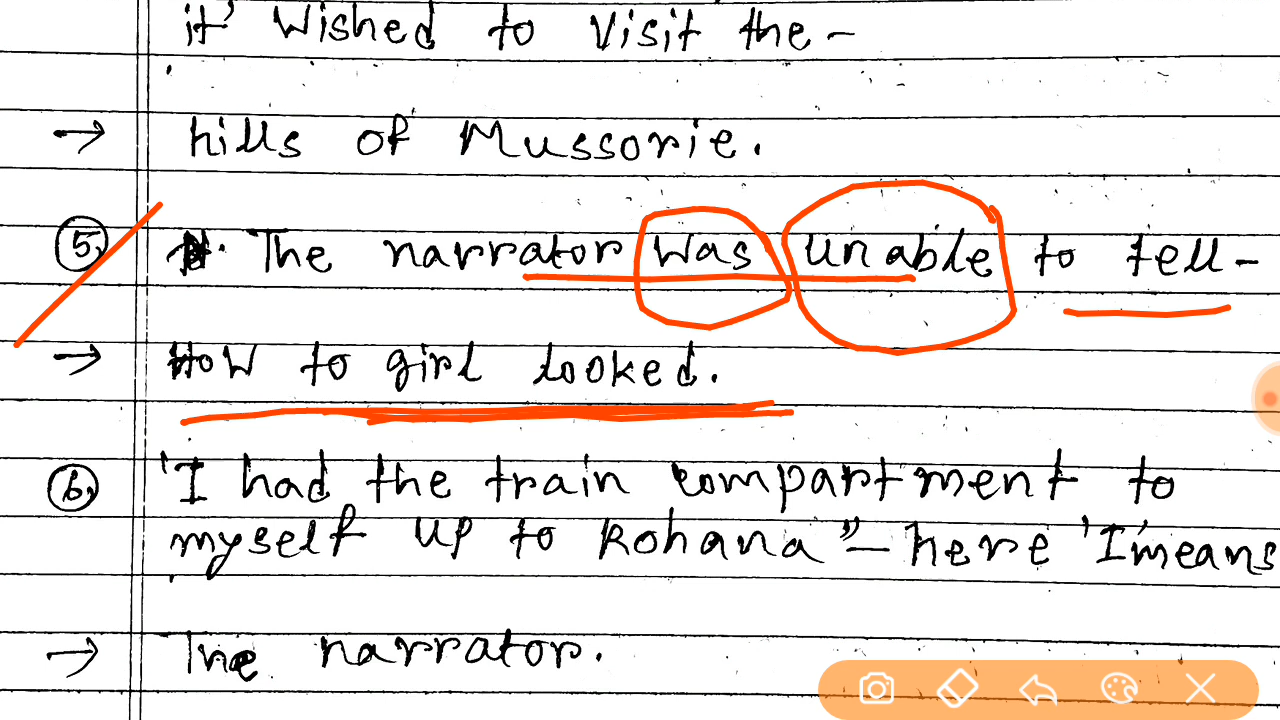 it' wished to visit the-
→ hills of Mussorie.
5. The narrator was unable to tell-
→ How to girl looked.
6. 'I had the train compartment to
myself up to Rohana"- here 'I'means
→ The narrator.